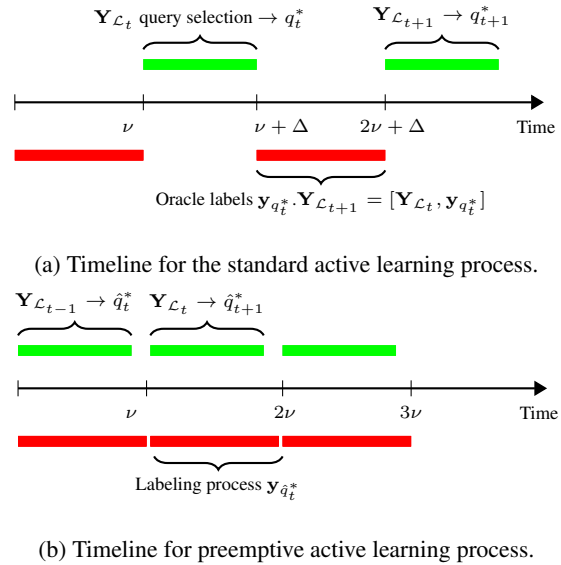 𝐘_{ℒ_t} query selection → q_t^*    𝐘_{ℒ_{t+1}} → q_{t+1}^*
ν    ν + Δ    2ν + Δ    Time
Oracle labels 𝐲_{q_t^*}.𝐘_{ℒ_{t+1}} = [𝐘_{ℒ_t}, 𝐲_{q_t^*}]
(a) Timeline for the standard active learning process.
𝐘_{ℒ_{t−1}} → q̂_t^*    𝐘_{ℒ_t} → q̂_{t+1}^*
ν    2ν    3ν    Time
Labeling process 𝐲_{q̂_t^*}
(b) Timeline for preemptive active learning process.